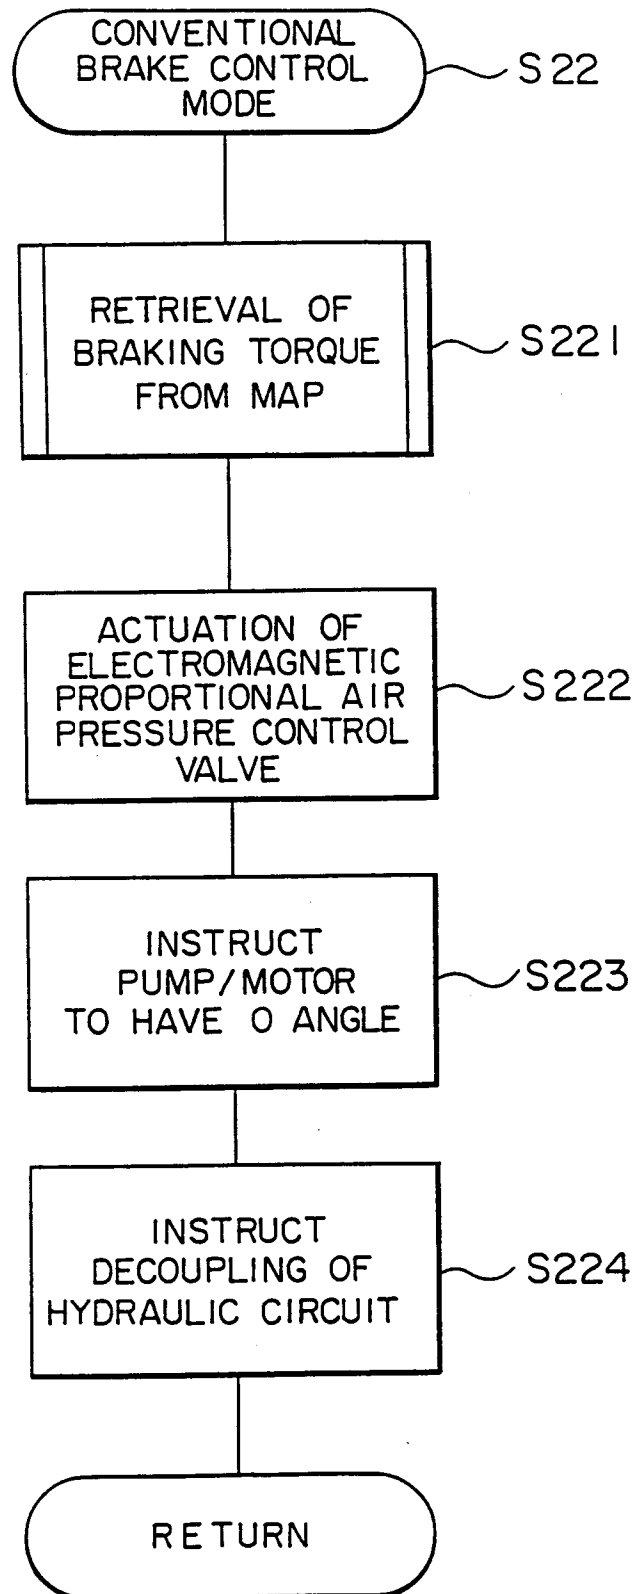 CONVENTIONAL
BRAKE CONTROL
MODE
S22
RETRIEVAL OF
BRAKING TORQUE
FROM MAP
S221
ACTUATION OF
ELECTROMAGNETIC
PROPORTIONAL AIR
PRESSURE CONTROL
VALVE
S222
INSTRUCT
PUMP/MOTOR
TO HAVE 0 ANGLE
S223
INSTRUCT
DECOUPLING OF
HYDRAULIC CIRCUIT
S224
RETURN